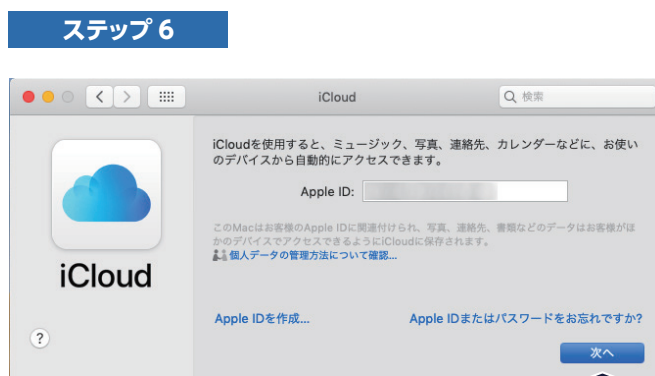 ステップ 6
iCloud
検索
iCloudを使用すると、ミュージック、写真、連絡先、カレンダーなどに、お使い
のデバイスから自動的にアクセスできます。
Apple ID:
このMacはお客様のApple IDに関連付けられ、写真、連絡先、書類などのデータはお客様がほ
かのデバイスでアクセスできるようにiCloudに保存されます。
個人データの管理方法について確認...
iCloud
Apple IDを作成...
Apple IDまたはパスワードをお忘れですか?
?
次へ